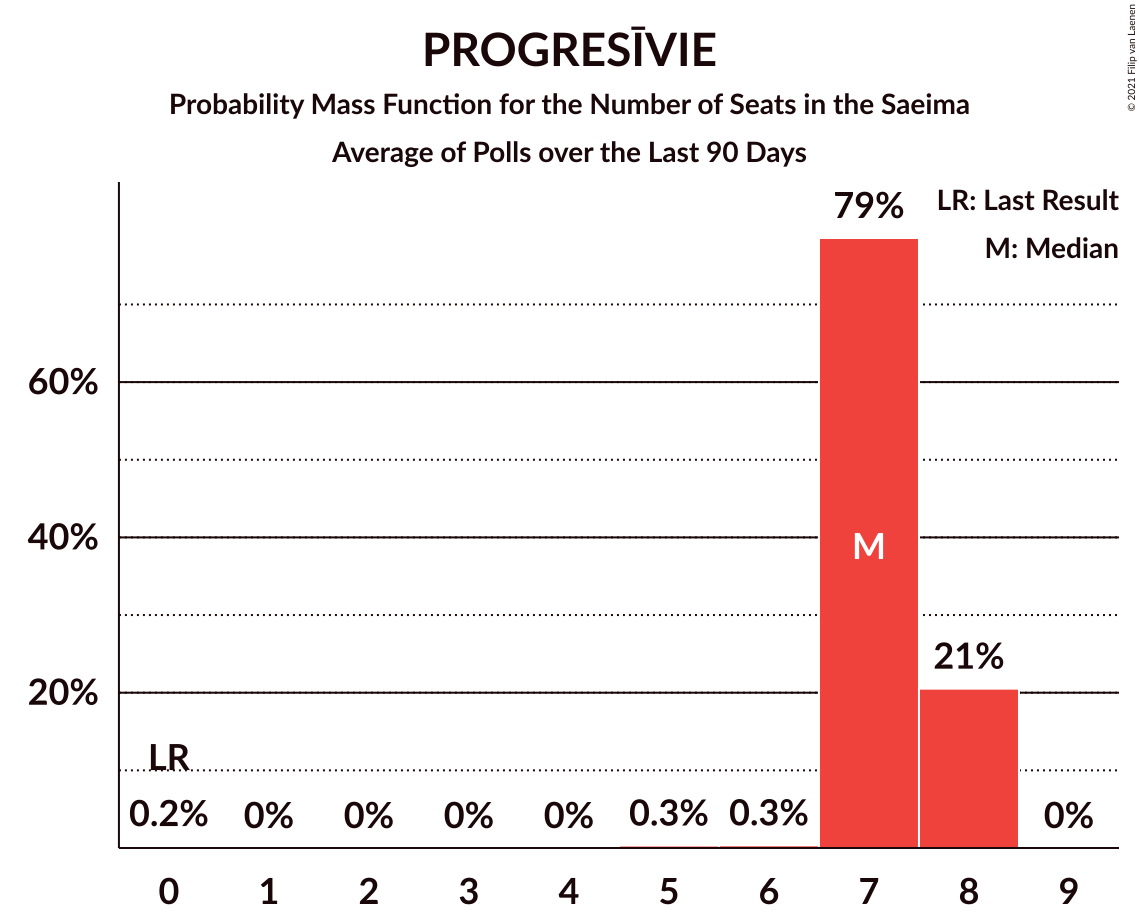 PROGRESĪVIE
Probability Mass Function for the Number of Seats in the Saeima
Average of Polls over the Last 90 Days
© 2021 Filip van Laenen
LR: Last Result
M: Median
79%
60%
40%
M
21%
20%
LR
0.2% 0% 0% 0% 0% 0.3% 0.3% 0%
0 1 2 3 4 5 6 7 8 9